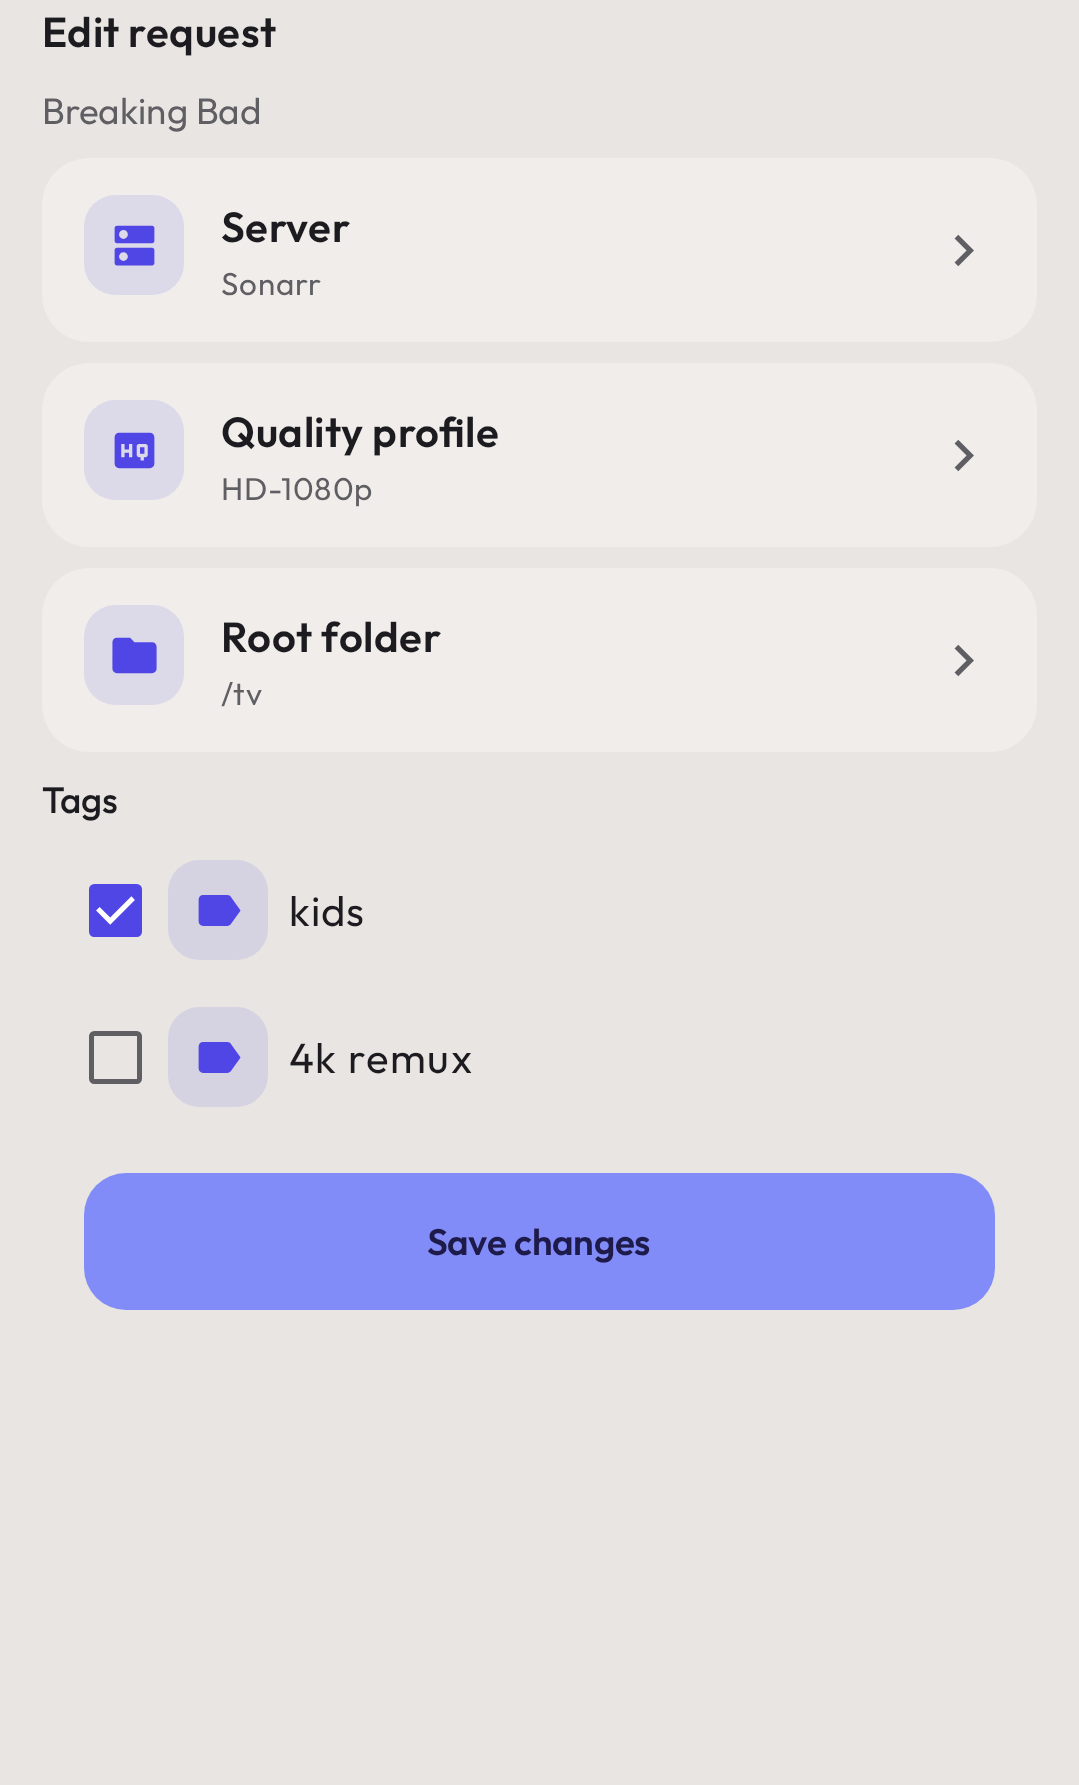 Edit request
Breaking Bad
Server
Sonarr
HQ
Quality profile
HD-1080p
Root folder
/tv
Tags
kids
4k remux
Save changes